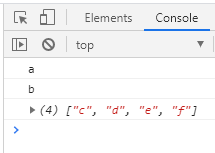 Elements Console
top
a
b
(4) ["c", "d", "e", "f"]